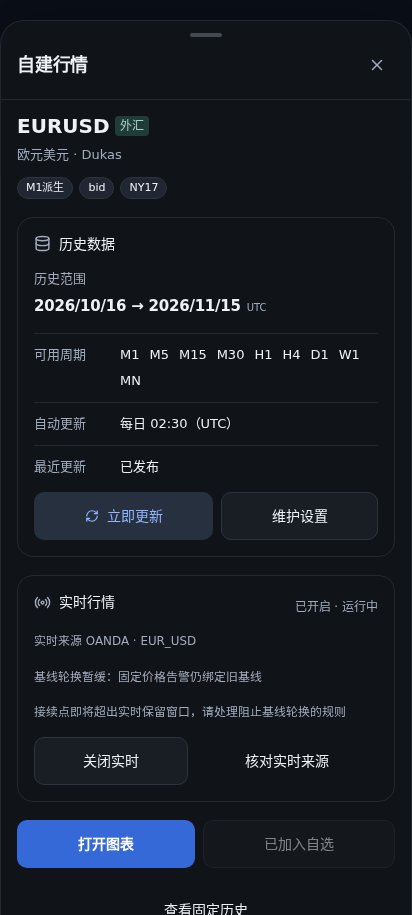 自建行情
EURUSD 外汇
欧元美元 · Dukas
M1派生 bid NY17
历史数据
历史范围
2026/10/16 → 2026/11/15 UTC
可用周期 M1 M5 M15 M30 H1 H4 D1 W1
MN
自动更新 每日 02:30（UTC）
最近更新 已发布
立即更新 维护设置
实时行情 已开启 · 运行中
实时来源 OANDA · EUR_USD
基线轮换暂缓：固定价格告警仍绑定旧基线
接续点即将超出实时保留窗口，请处理阻止基线轮换的规则
关闭实时 核对实时来源
打开图表 已加入自选
查看固定历史